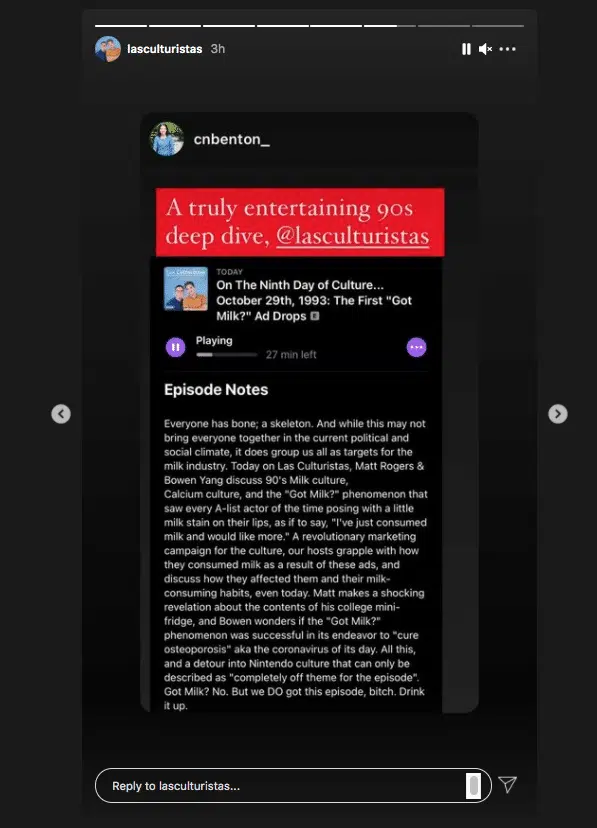 lasculturistas 3h
cnbenton_
A truly entertaining 90s
deep dive, @lasculturistas
Las Culturistas
TODAY
On The Ninth Day of Culture...
October 29th, 1993: The First "Got
Milk?" Ad Drops E
Playing
27 min left
Episode Notes
Everyone has bone; a skeleton. And while this may not
bring everyone together in the current political and
social climate, it does group us all as targets for the
milk industry. Today on Las Culturistas, Matt Rogers &
Bowen Yang discuss 90's Milk culture,
Calcium culture, and the "Got Milk?" phenomenon that
saw every A-list actor of the time posing with a little
milk stain on their lips, as if to say, "I've just consumed
milk and would like more." A revolutionary marketing
campaign for the culture, our hosts grapple with how
they consumed milk as a result of these ads, and
discuss how they affected them and their milk-
consuming habits, even today. Matt makes a shocking
revelation about the contents of his college mini-
fridge, and Bowen wonders if the "Got Milk?"
phenomenon was successful in its endeavor to "cure
osteoporosis" aka the coronavirus of its day. All this,
and a detour into Nintendo culture that can only be
described as "completely off theme for the episode".
Got Milk? No. But we DO got this episode, bitch. Drink
it up.
Reply to lasculturistas...